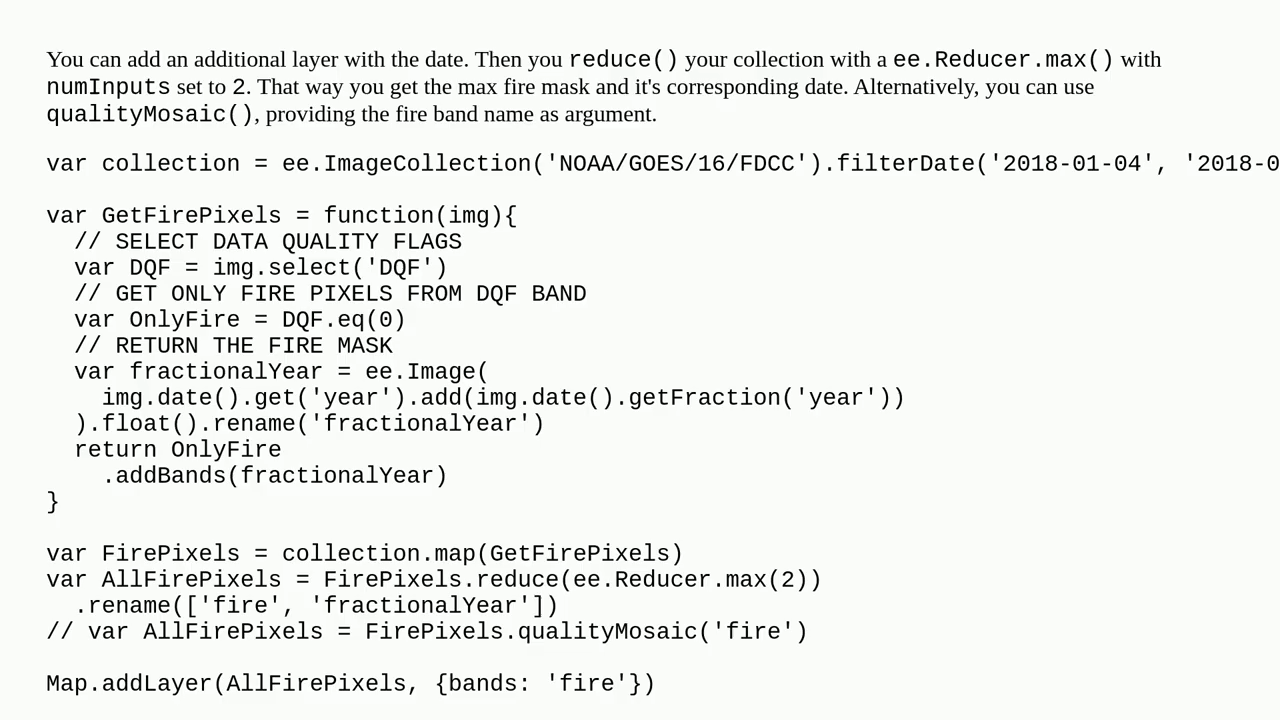 You can add an additional layer with the date. Then you reduce() your collection with a ee.Reducer.max() with
numInputs set to 2. That way you get the max fire mask and it's corresponding date. Alternatively, you can use
qualityMosaic(), providing the fire band name as argument.
var collection = ee.ImageCollection('NOAA/GOES/16/FDCC').filterDate('2018-01-04', '2018-0
var GetFirePixels = function(img){
  // SELECT DATA QUALITY FLAGS
  var DQF = img.select('DQF')
  // GET ONLY FIRE PIXELS FROM DQF BAND
  var OnlyFire = DQF.eq(0)
  // RETURN THE FIRE MASK
  var fractionalYear = ee.Image(
    img.date().get('year').add(img.date().getFraction('year'))
  ).float().rename('fractionalYear')
  return OnlyFire
    .addBands(fractionalYear)
}
var FirePixels = collection.map(GetFirePixels)
var AllFirePixels = FirePixels.reduce(ee.Reducer.max(2))
  .rename(['fire', 'fractionalYear'])
// var AllFirePixels = FirePixels.qualityMosaic('fire')
Map.addLayer(AllFirePixels, {bands: 'fire'})